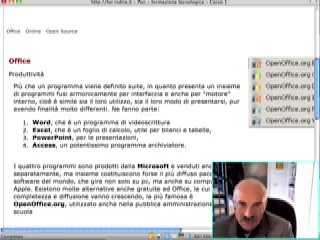 Office Online Open Source
Office
Produttività
Più che un programma viene definito suite, in quanto presenta un insieme
di programmi fusi armonicamente per interfaccia e anche per "motore"
interno, cioè è simile sia il loro utilizzo, sia il loro modo di presentarsi, pur
avendo finalità molto differenti. Ne fanno parte:
1. Word, che è un programma di videoscrittura
2. Excel, che è un foglio di calcolo, utile per bilanci e tabelle,
3. PowerPoint, per le presentazioni,
4. Access, un potentissimo programma archiviatore.
I quattro programmi sono prodotti dalla Microsoft e venduti anc
separatamente, ma insieme costituiscono forse il più diffuso pac
software del mondo, che gira non solo su pc, ma anche su compu
Apple. Esistono molte alternative anche gratuite ad Office, la cui
completezza e diffusione vanno crescendo, la più famosa è
OpenOffice.org, utilizzato anche nella pubblica amministrazione
scuola
OpenOffice.org
OpenOffice.org
OpenOffice.org
OpenOffice.org
OpenOffice.org